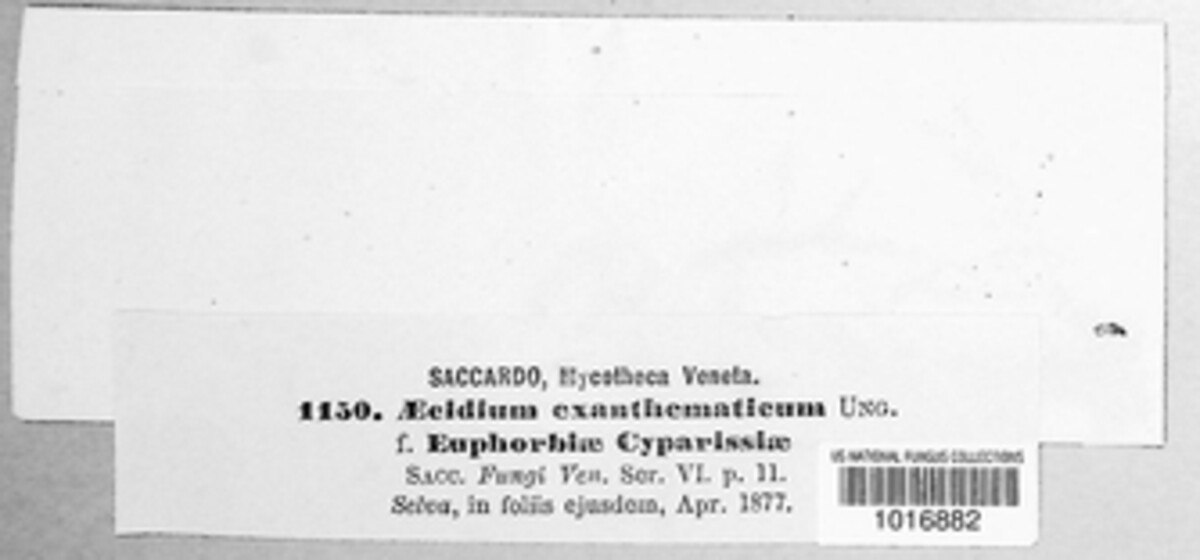 SACCARDO, Mycotheca Veneta.
1150. Æcidium exanthematicum UNG.
f. Euphorbiæ Cyparissiæ
SACC. Fungi Ven. Ser. VI. p. 11.
Selva, in foliis ejusdem, Apr. 1877.
US NATIONAL FUNGUS COLLECTIONS
1016882